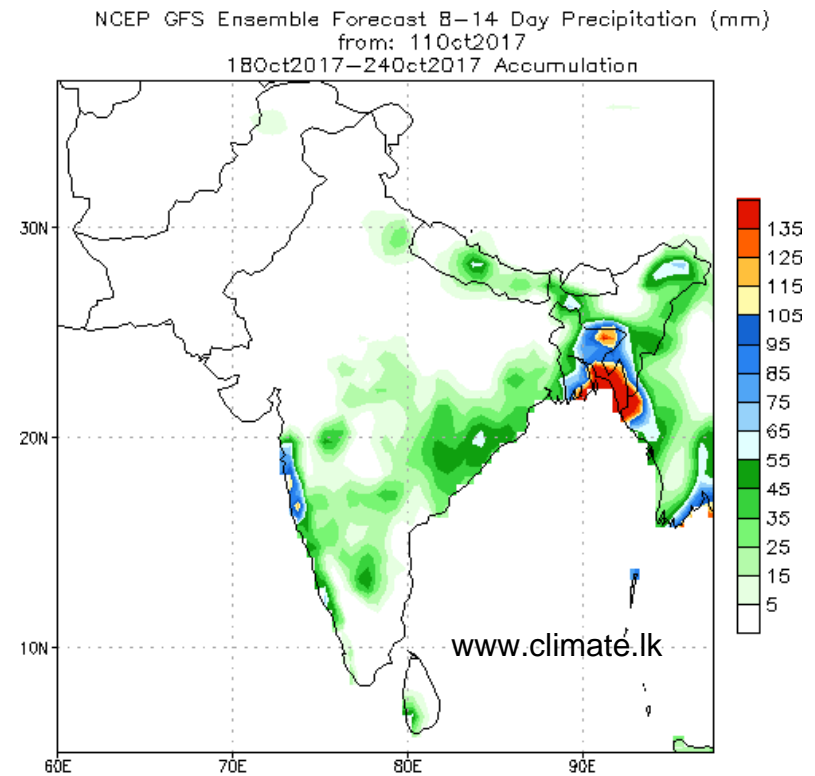 NCEP GFS Ensemble Forecast 8-14 Day Precipitation (mm)
from: 11Oct2017
18Oct2017-24Oct2017 Accumulation
30N
20N
10N
60E
70E
80E
90E
135
125
115
105
95
85
75
65
55
45
35
25
15
5
www.climate.lk